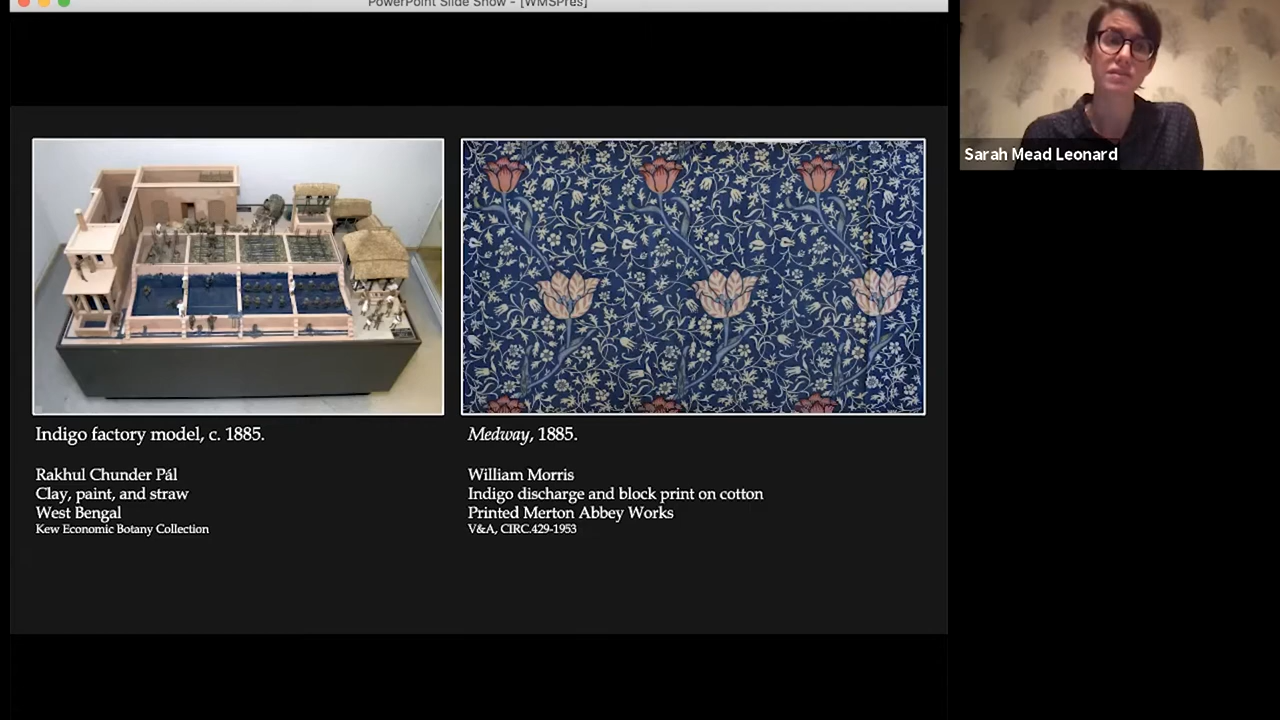 PowerPoint Slide Show - [WMSPres]
Sarah Mead Leonard
Indigo factory model, c. 1885.
Rakhul Chunder Pál
Clay, paint, and straw
West Bengal
Kew Economic Botany Collection
Medway, 1885.
William Morris
Indigo discharge and block print on cotton
Printed Merton Abbey Works
V&A, CIRC.429-1953